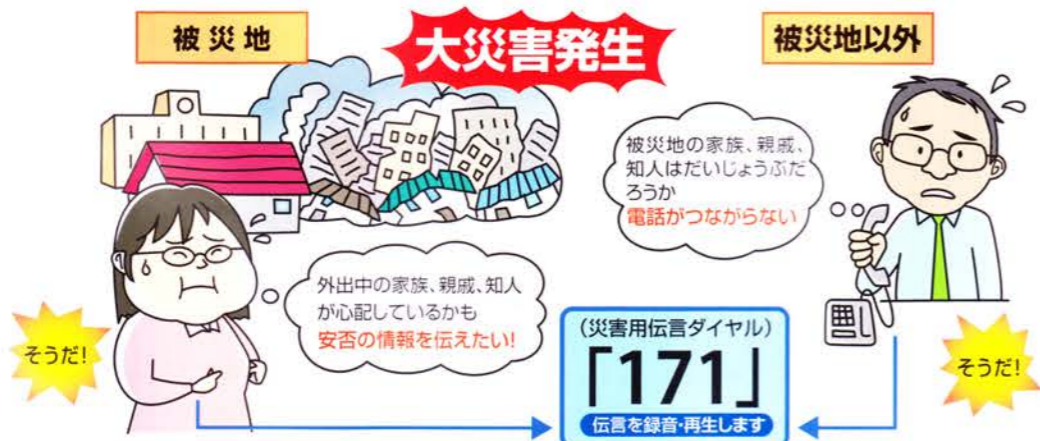 被災地
大災害発生
被災地以外
被災地の家族、親戚、
知人はだいじょうぶだ
ろうか
電話がつながらない
外出中の家族、親戚、知人
が心配しているかも
安否の情報を伝えたい!
そうだ!
(災害用伝言ダイヤル)
「171」
伝言を録音・再生します
そうだ!